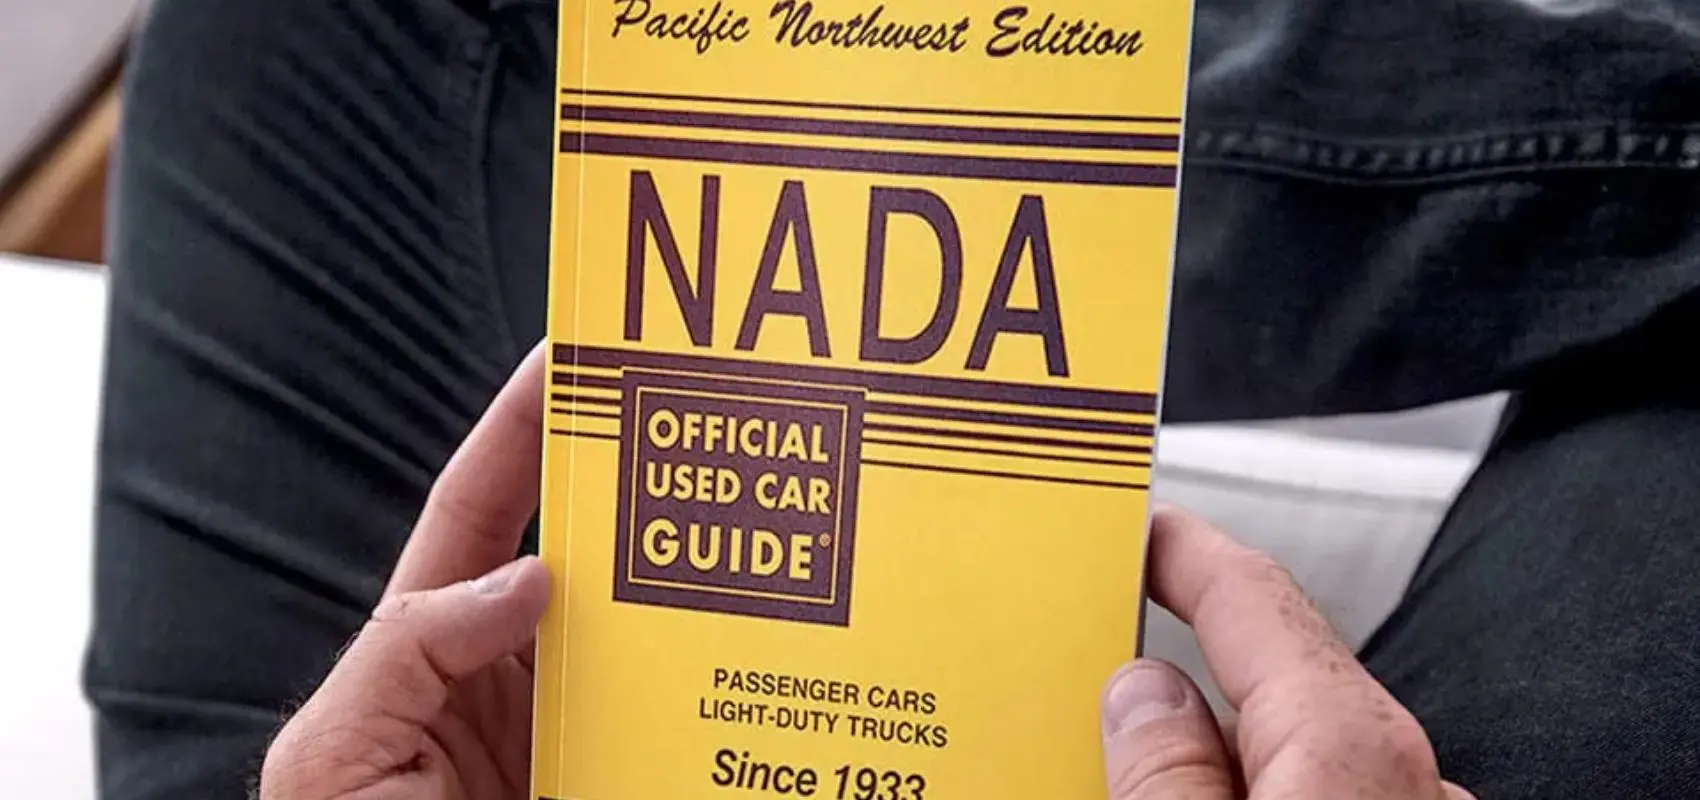 Pacific Northwest Edition
NADA
OFFICIAL
USED CAR
GUIDE®
PASSENGER CARS
LIGHT-DUTY TRUCKS
Since 1933